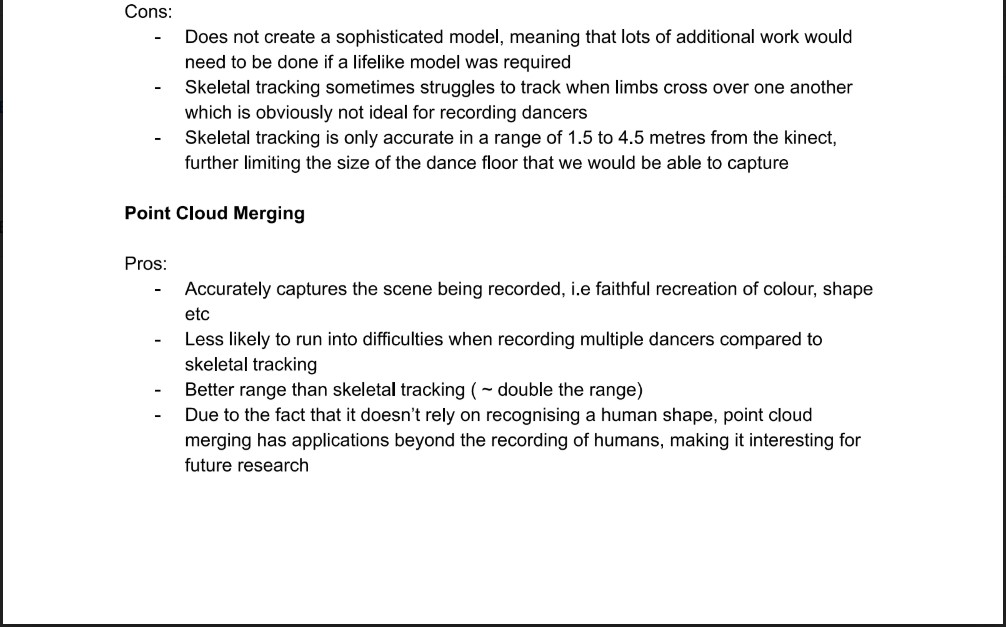 Cons:
- Does not create a sophisticated model, meaning that lots of additional work would
need to be done if a lifelike model was required
- Skeletal tracking sometimes struggles to track when limbs cross over one another
which is obviously not ideal for recording dancers
- Skeletal tracking is only accurate in a range of 1.5 to 4.5 metres from the kinect,
further limiting the size of the dance floor that we would be able to capture
Point Cloud Merging
Pros:
- Accurately captures the scene being recorded, i.e faithful recreation of colour, shape
etc
- Less likely to run into difficulties when recording multiple dancers compared to
skeletal tracking
- Better range than skeletal tracking ( ~ double the range)
- Due to the fact that it doesn’t rely on recognising a human shape, point cloud
merging has applications beyond the recording of humans, making it interesting for
future research